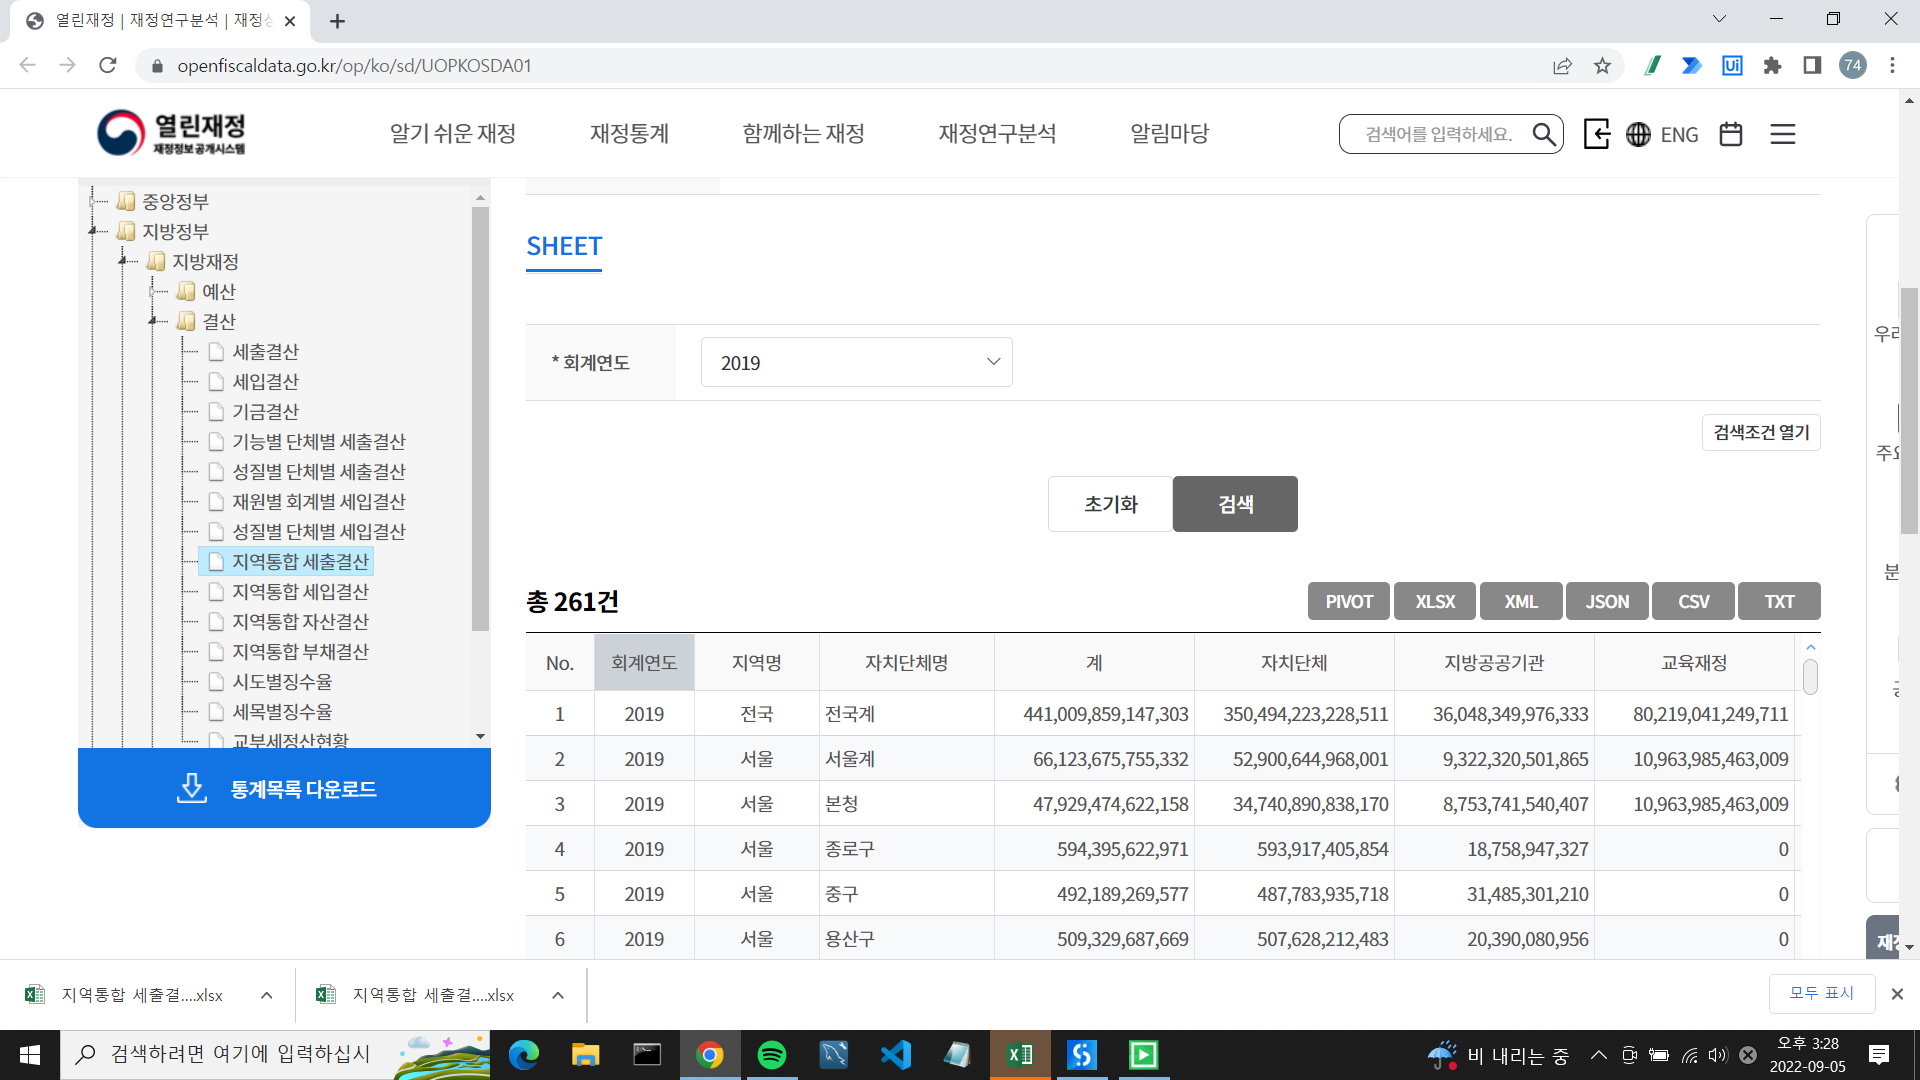 열린재정 | 재정연구분석 | 재정상
openfiscaldata.go.kr/op/ko/sd/UOPKOSDA01
74
열린재정
재정정보공개시스템
알기 쉬운 재정
재정통계
함께하는 재정
재정연구분석
알림마당
검색어를 입력하세요.
ENG
중앙정부
지방정부
지방재정
예산
결산
세출결산
세입결산
기금결산
기능별 단체별 세출결산
성질별 단체별 세출결산
재원별 회계별 세입결산
성질별 단체별 세입결산
지역통합 세출결산
지역통합 세입결산
지역통합 자산결산
지역통합 부채결산
시도별징수율
세목별징수율
교부세정산현황
통계목록 다운로드
SHEET
* 회계연도
2019
검색조건 열기
초기화
검색
총 261건
PIVOT XLSX XML JSON CSV TXT
No. 회계연도 지역명 자치단체명 계 자치단체 지방공공기관 교육재정
1 2019 전국 전국계 441,009,859,147,303 350,494,223,228,511 36,048,349,976,333 80,219,041,249,711
2 2019 서울 서울계 66,123,675,755,332 52,900,644,968,001 9,322,320,501,865 10,963,985,463,009
3 2019 서울 본청 47,929,474,622,158 34,740,890,838,170 8,753,741,540,407 10,963,985,463,009
4 2019 서울 종로구 594,395,622,971 593,917,405,854 18,758,947,327 0
5 2019 서울 중구 492,189,269,577 487,783,935,718 31,485,301,210 0
6 2019 서울 용산구 509,329,687,669 507,628,212,483 20,390,080,956 0
지역통합 세출결....xlsx
지역통합 세출결....xlsx
모두 표시
검색하려면 여기에 입력하십시
비 내리는 중
오후 3:28
2022-09-05